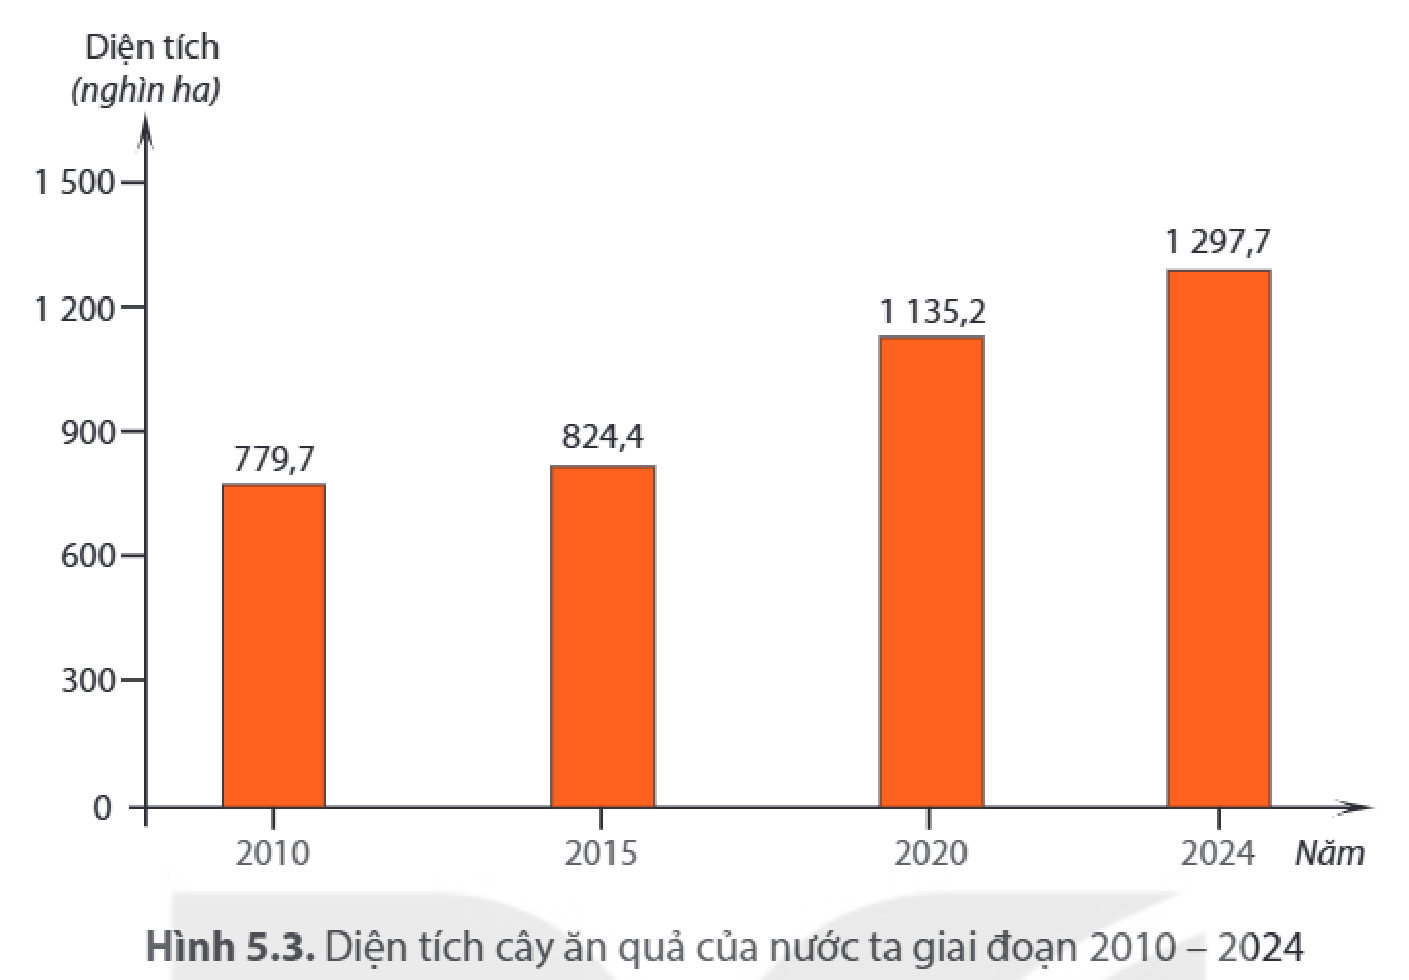 Diện tích
(nghìn ha)
1 500
1 200
900
600
300
0
779,7
824,4
1 135,2
1 297,7
2010 2015 2020 2024 Năm
Hình 5.3. Diện tích cây ăn quả của nước ta giai đoạn 2010 – 2024